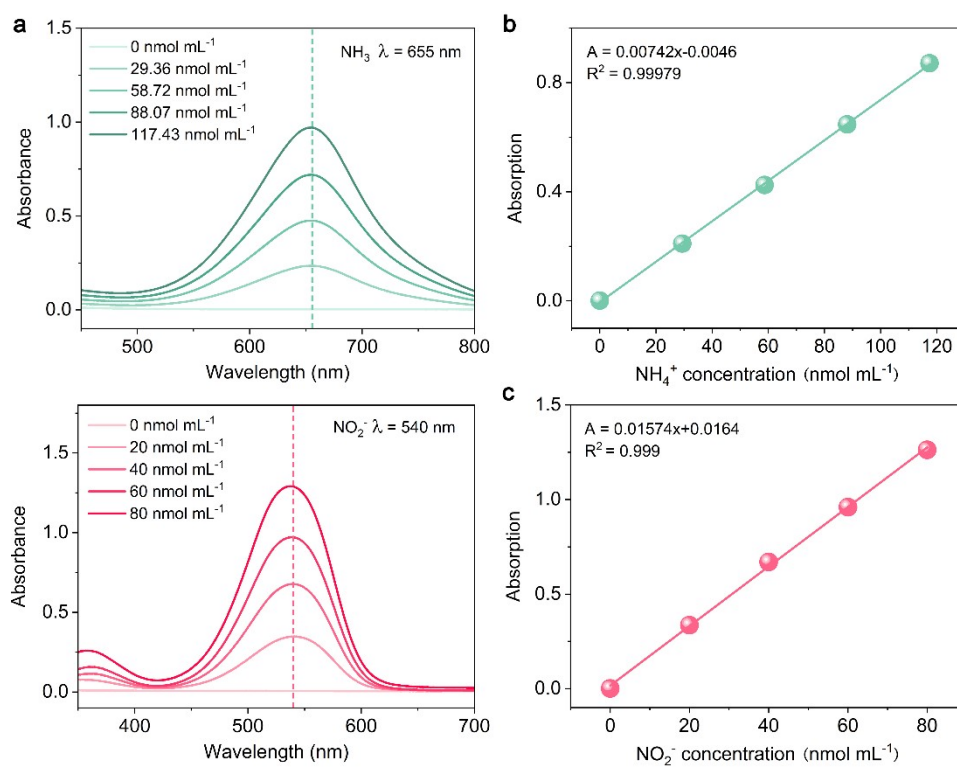 a
1.5
1.0
0.5
0.0
Absorbance
0 nmol mL⁻¹
29.36 nmol mL⁻¹
58.72 nmol mL⁻¹
88.07 nmol mL⁻¹
117.43 nmol mL⁻¹
NH₃ λ = 655 nm
500 600 700 800
Wavelength (nm)
b
0.8
0.4
0.0
Absorption
A = 0.00742x-0.0046
R² = 0.99979
0 20 40 60 80 100 120
NH₄⁺ concentration (nmol mL⁻¹)
1.5
1.0
0.5
0.0
Absorbance
0 nmol mL⁻¹
20 nmol mL⁻¹
40 nmol mL⁻¹
60 nmol mL⁻¹
80 nmol mL⁻¹
NO₂⁻ λ = 540 nm
400 500 600 700
Wavelength (nm)
c
1.5
1.0
0.5
0.0
Absorption
A = 0.01574x+0.0164
R² = 0.999
0 20 40 60 80
NO₂⁻ concentration (nmol mL⁻¹)